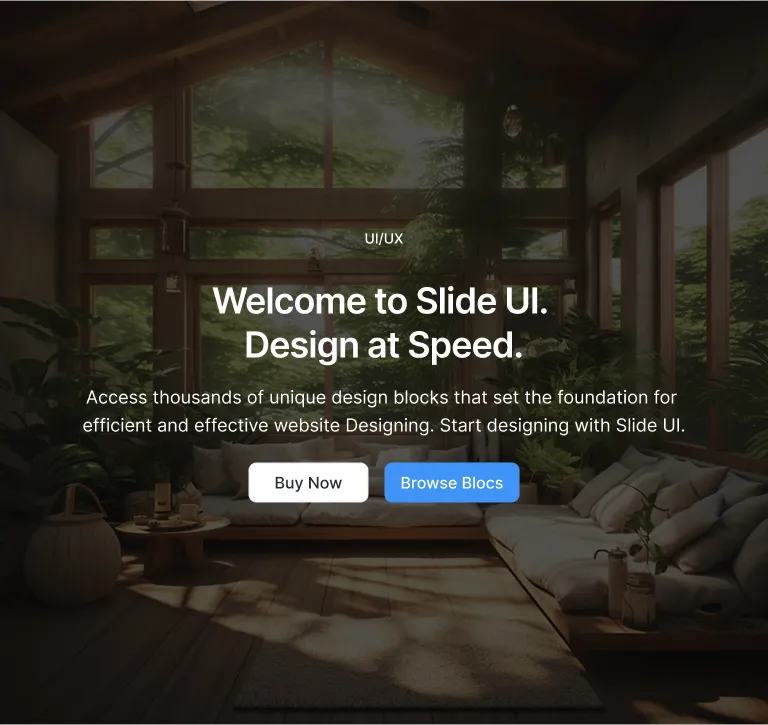 UI/UX
Welcome to Slide UI.
Design at Speed.
Access thousands of unique design blocks that set the foundation for
efficient and effective website Designing. Start designing with Slide UI.
Buy Now
Browse Blocs